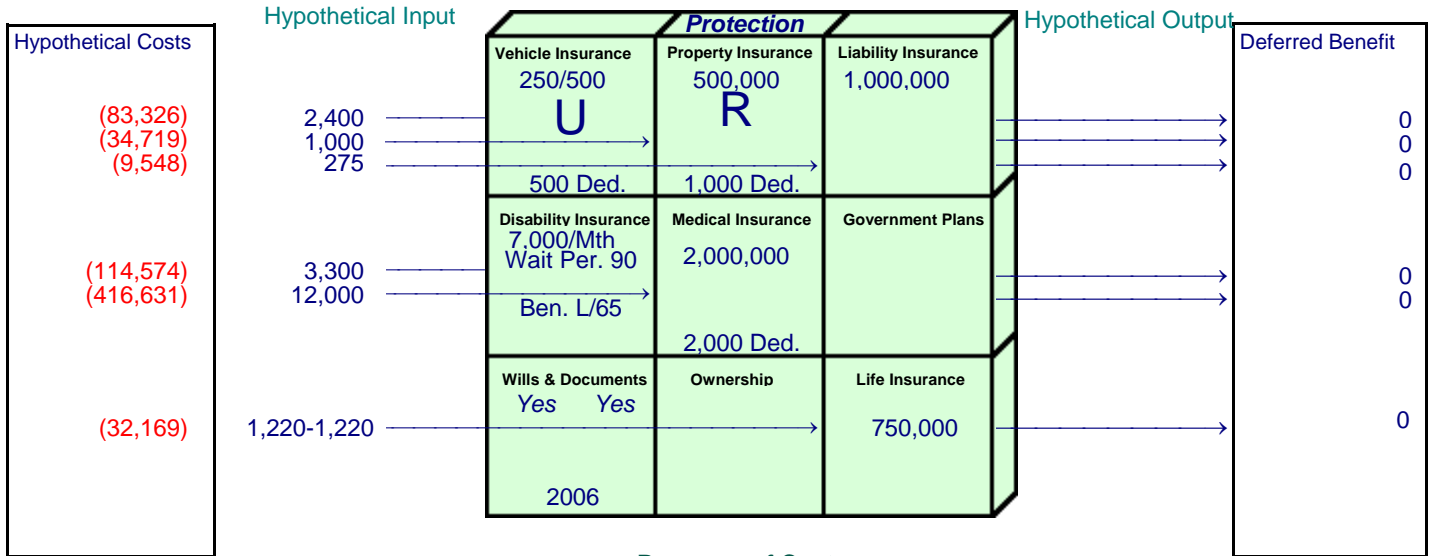 Hypothetical Input
Protection
Hypothetical Output
Hypothetical Costs
Deferred Benefit
Vehicle Insurance
Property Insurance
Liability Insurance
250/500
500,000
1,000,000
U
R
(83,326)
2,400
0
(34,719)
1,000
0
(9,548)
275
0
500 Ded.
1,000 Ded.
Disability Insurance
Medical Insurance
Government Plans
7,000/Mth
Wait Per. 90
2,000,000
(114,574)
3,300
0
(416,631)
12,000
0
Ben. L/65
2,000 Ded.
Wills & Documents
Ownership
Life Insurance
Yes Yes
(32,169)
1,220-1,220
750,000
0
2006